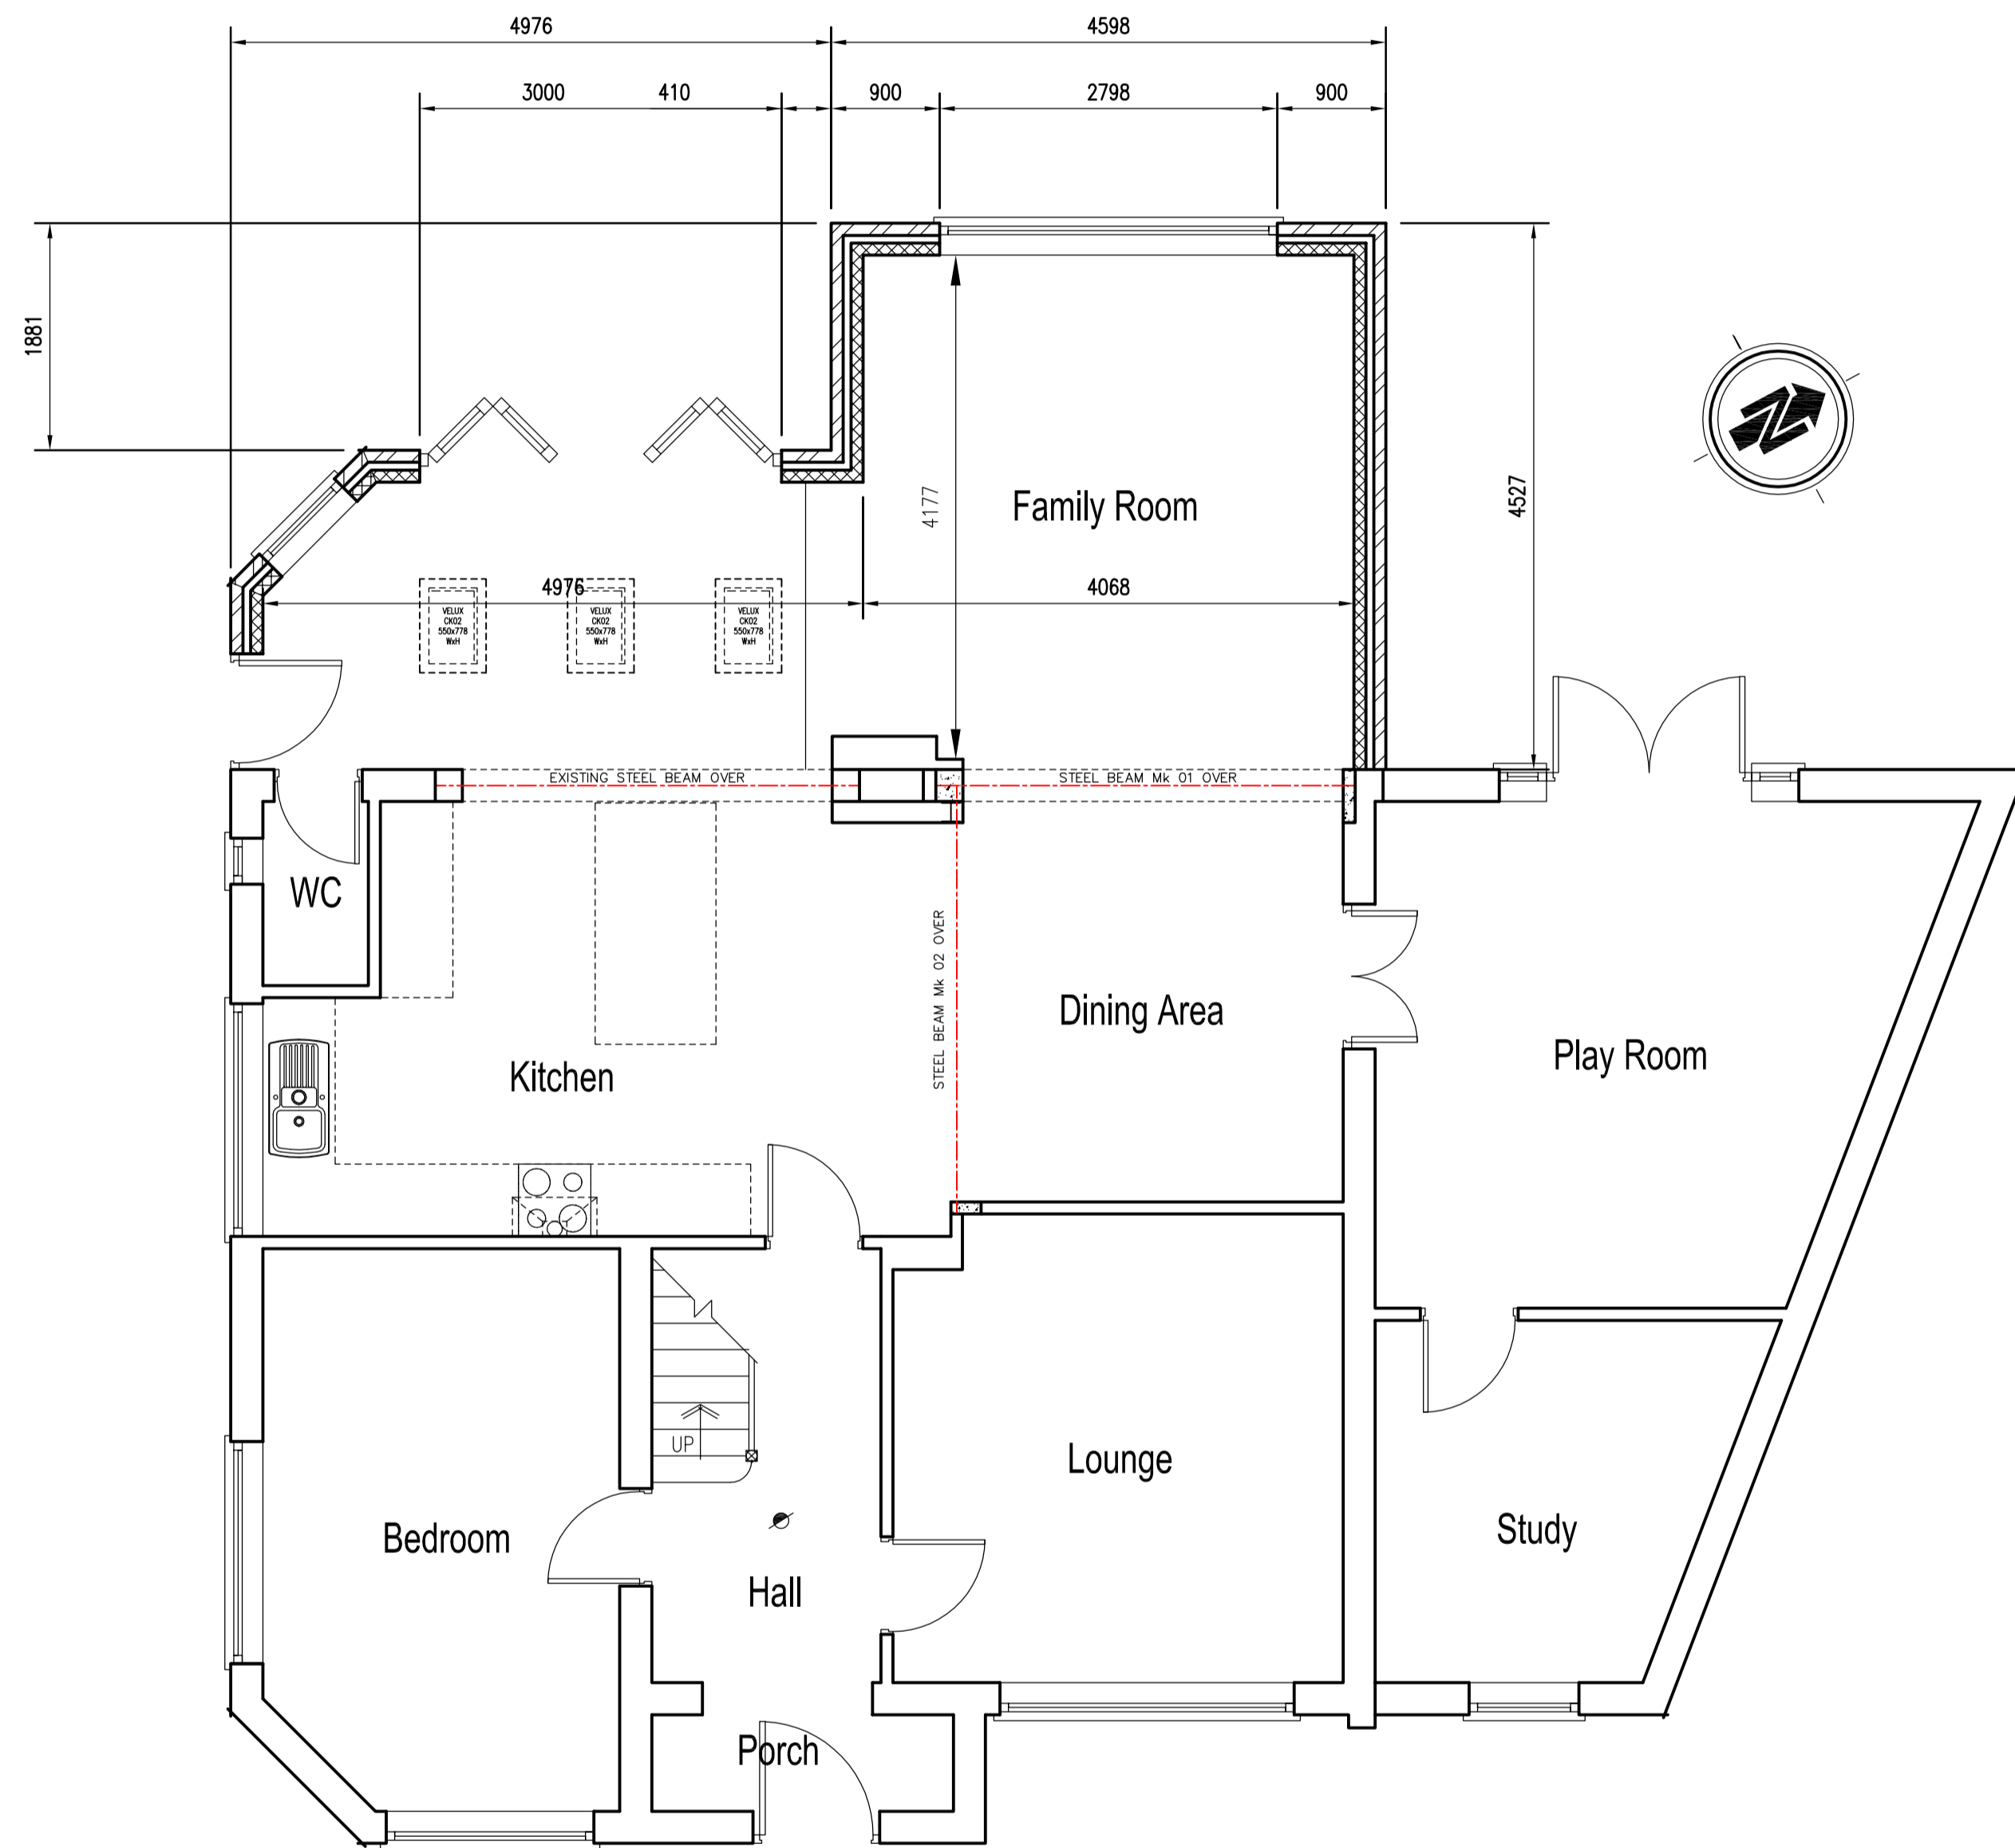 4976
4598
3000
410
900
2798
900
1881
4177
Family Room
4527
4976
4068
VELUX
CK02
550x778
WxH
VELUX
CK02
550x778
WxH
VELUX
CK02
550x778
WxH
EXISTING STEEL BEAM OVER
STEEL BEAM Mk 01 OVER
WC
STEEL BEAM Mk 02 OVER
Dining Area
Play Room
Kitchen
UP
Lounge
Bedroom
Study
Hall
Porch
N